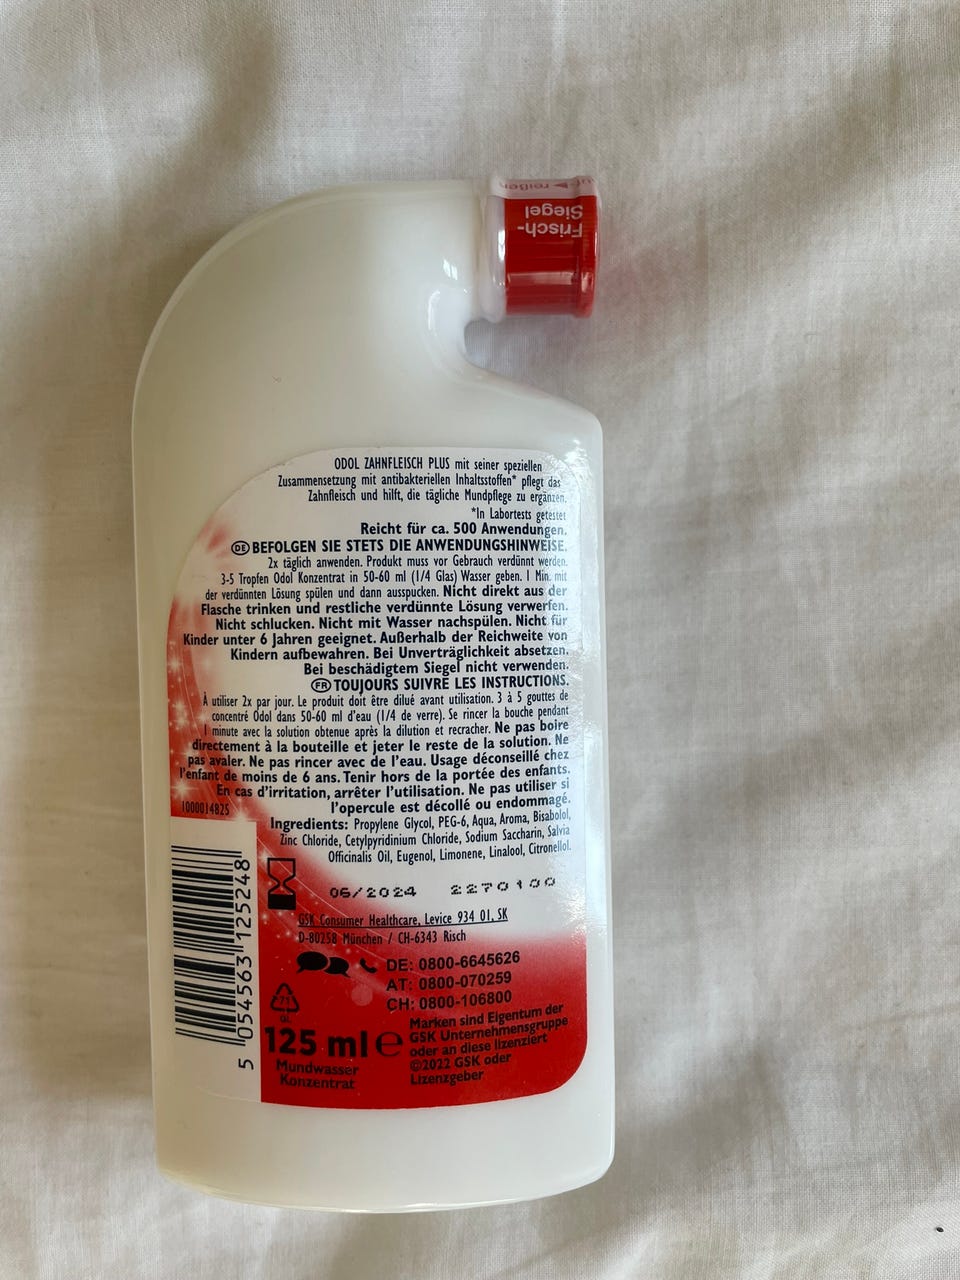 auf▶reißen
Frisch-
Siegel
ODOL ZAHNFLEISCH PLUS mit seiner speziellen
Zusammensetzung mit antibakteriellen Inhaltsstoffen* pflegt das
Zahnfleisch und hilft, die tägliche Mundpflege zu ergänzen.
*In Labortests getestet
Reicht für ca. 500 Anwendungen.
DE BEFOLGEN SIE STETS DIE ANWENDUNGSHINWEISE.
2x täglich anwenden. Produkt muss vor Gebrauch verdünnt werden.
3-5 Tropfen Odol Konzentrat in 50-60 ml (1/4 Glas) Wasser geben. 1 Min. mit
der verdünnten Lösung spülen und dann ausspucken. Nicht direkt aus der
Flasche trinken und restliche verdünnte Lösung verwerfen.
Nicht schlucken. Nicht mit Wasser nachspülen. Nicht für
Kinder unter 6 Jahren geeignet. Außerhalb der Reichweite von
Kindern aufbewahren. Bei Unverträglichkeit absetzen.
Bei beschädigtem Siegel nicht verwenden.
FR TOUJOURS SUIVRE LES INSTRUCTIONS.
À utiliser 2x par jour. Le produit doit être dilué avant utilisation. 3 à 5 gouttes de
concentré Odol dans 50-60 ml d'eau (1/4 de verre). Se rincer la bouche pendant
1 minute avec la solution obtenue après la dilution et recracher. Ne pas boire
directement à la bouteille et jeter le reste de la solution. Ne
pas avaler. Ne pas rincer avec de l'eau. Usage déconseillé chez
l'enfant de moins de 6 ans. Tenir hors de la portée des enfants.
En cas d'irritation, arrêter l'utilisation. Ne pas utiliser si
l'opercule est décollé ou endommagé.
1000014825
Ingredients: Propylene Glycol, PEG-6, Aqua, Aroma, Bisabolol,
Zinc Chloride, Cetylpyridinium Chloride, Sodium Saccharin, Salvia
Officinalis Oil, Eugenol, Limonene, Linalool, Citronellol.
06/2024 2270100
GSK Consumer Healthcare, Levice 934 01, SK
D-80258 München / CH-6343 Risch
DE: 0800-6645626
AT: 0800-070259
CH: 0800-106800
71
GL
5 054563 125248
125 ml e
Mundwasser
Konzentrat
Marken sind Eigentum der
GSK Unternehmensgruppe
oder an diese lizenziert
©2022 GSK oder
Lizenzgeber